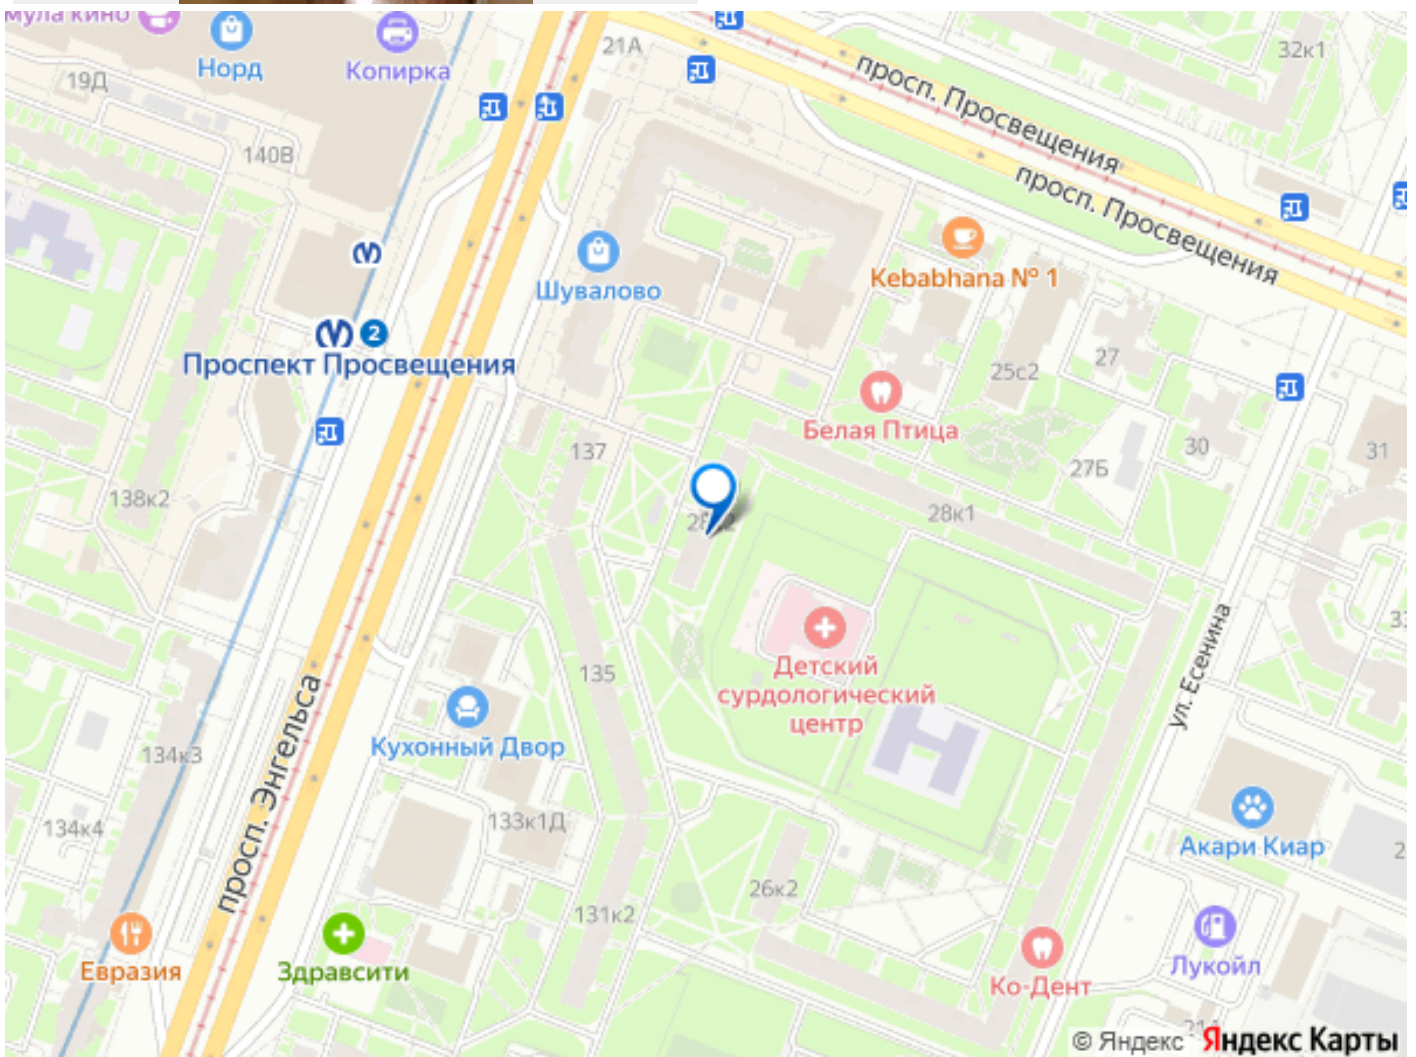 мула кино
Норд
Копирка
21А
32к1
19Д
140В
просп. Просвещения
просп. Просвещения
Kebabhana № 1
Шувалово
2
Проспект Просвещения
27
25с2
Белая Птица
137
30
31
27Б
138к2
28к1
ул. Есенина
Детский
сурдологический
центр
135
просп. Энгельса
Кухонный Двор
134к3
134к4
133к1Д
Акари Киар
26к2
131к2
Евразия
Здравсити
Ко-Дент
Лукойл
© Яндекс Яндекс Карты